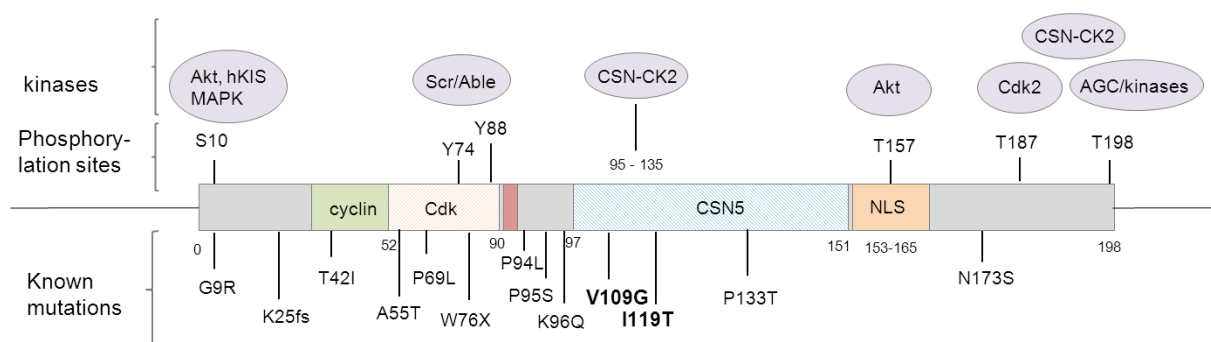 CSN-CK2
kinases
Akt, hKIS
MAPK
Scr/Able
CSN-CK2
Akt
Cdk2
AGC/kinases
Phosphory-
lation sites
S10
Y74
Y88
95 - 135
T157
T187
T198
cyclin
Cdk
CSN5
NLS
0
52
90
97
151
153-165
198
Known
mutations
G9R
K25fs
T42I
A55T
P69L
W76X
P94L
P95S
K96Q
V109G
I119T
P133T
N173S